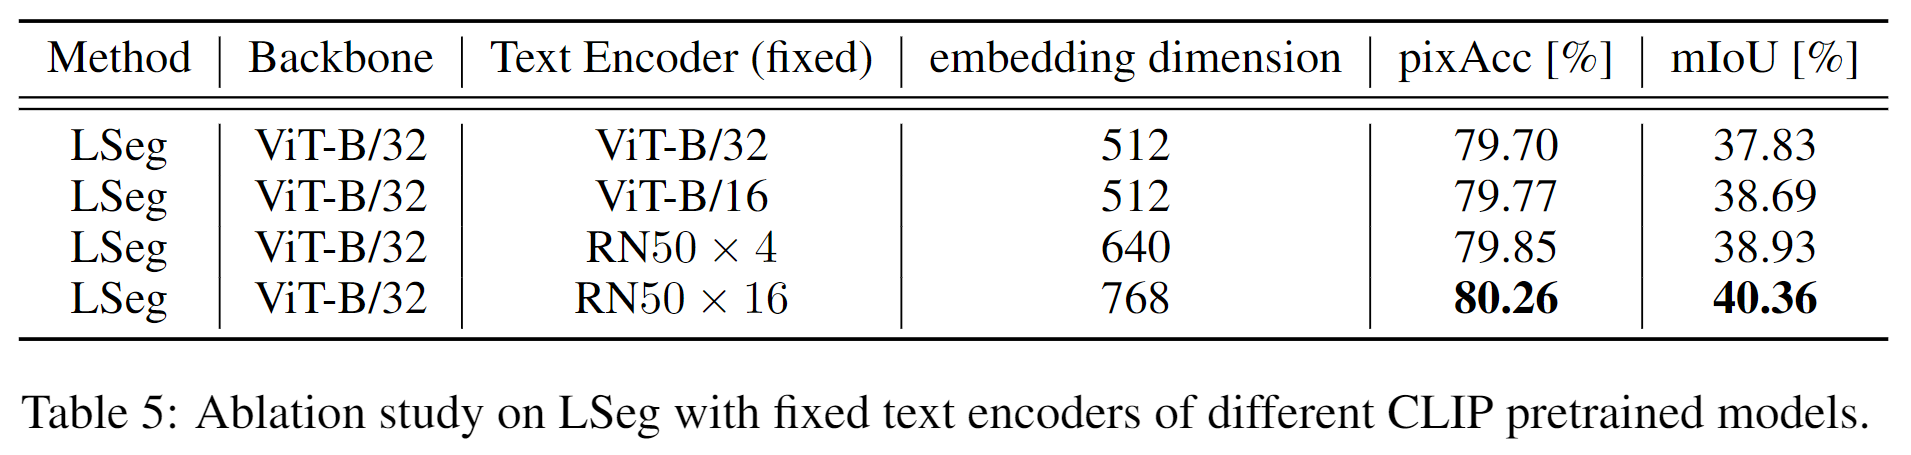 Method Backbone Text Encoder (fixed) embedding dimension pixAcc [%] mIoU [%]
LSeg ViT-B/32 ViT-B/32 512 79.70 37.83
LSeg ViT-B/32 ViT-B/16 512 79.77 38.69
LSeg ViT-B/32 RN50 × 4 640 79.85 38.93
LSeg ViT-B/32 RN50 × 16 768 80.26 40.36
Table 5: Ablation study on LSeg with fixed text encoders of different CLIP pretrained models.